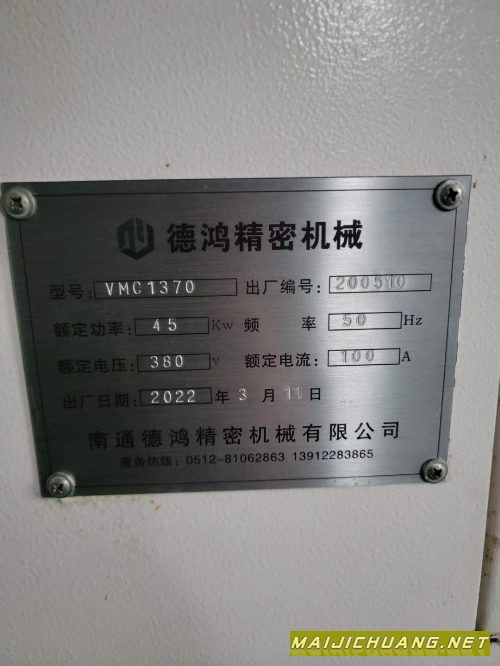 德鸿精密机械
型号: VMC1370 出厂编号: 200510
额定功率: 45 Kw 频 率 50 Hz
额定电压: 380 v 额定电流: 100 A
出厂日期: 2022 年 3 月 11 日
南通德鸿精密机械有限公司
服务热线: 0512-81062863 13912283865
MAIJICHUANG.NET